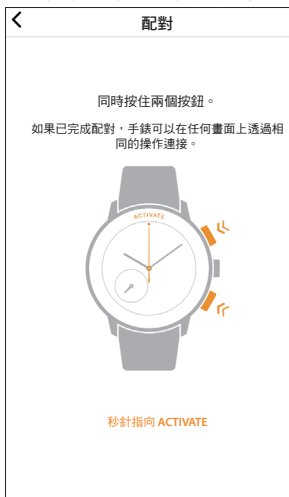 配對
同時按住兩個按鈕。
如果已完成配對，手錶可以在任何畫面上透過相
同的操作連接。
ACTIVATE
秒針指向 ACTIVATE